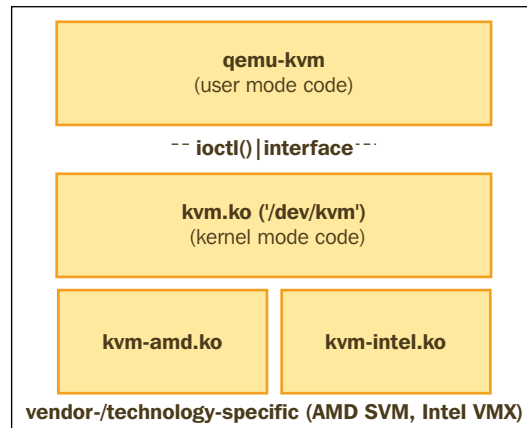 qemu-kvm
(user mode code)
-- ioctl()|interface ---
kvm.ko ('/dev/kvm')
(kernel mode code)
kvm-amd.ko
kvm-intel.ko
vendor-/technology-specific (AMD SVM, Intel VMX)